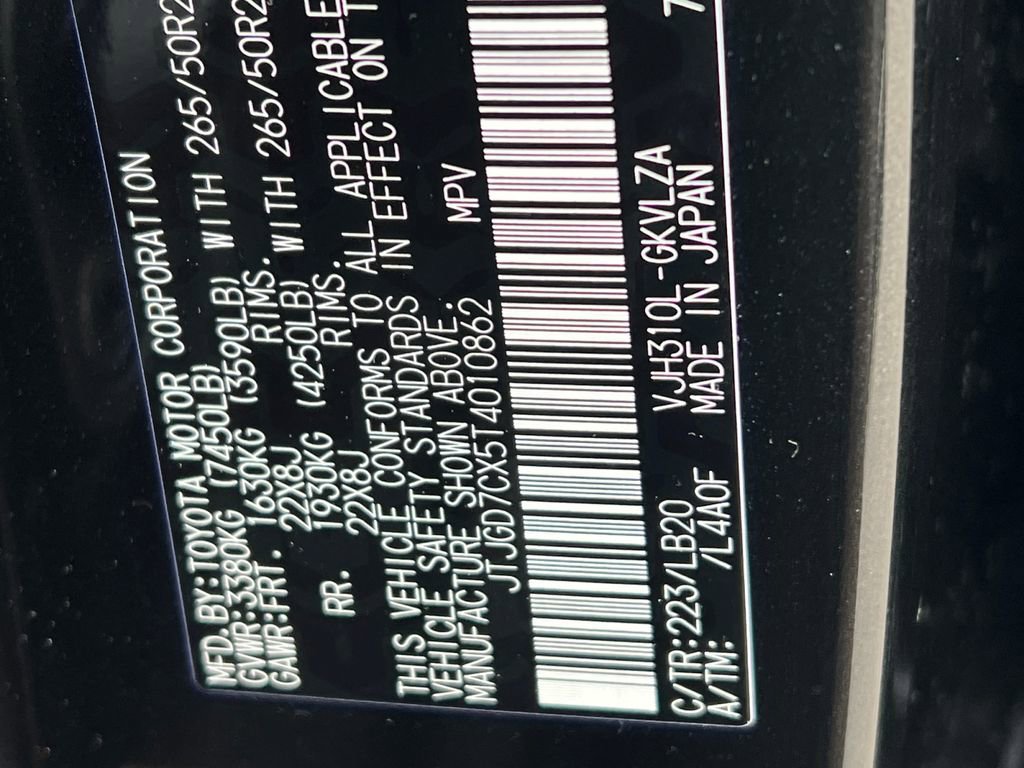 MFD.BY:TOYOTA MOTOR CORPORATION
GVWR:3380KG (7450LB)
GAWR:FRT. 1630KG (3590LB) WITH 265/50R2
22X8J RIMS.
RR. 1930KG (4250LB) WITH 265/50R2
22X8J RIMS.
THIS VEHICLE CONFORMS TO ALL APPLICABLE
VEHICLE SAFETY STANDARDS IN EFFECT ON T
MANUFACTURE SHOWN ABOVE.
JTJGD7CX5T4010862 MPV
C/TR:223/LB20 VJH310L-GKVLZA 7
A/TM: /L4A0F MADE IN JAPAN